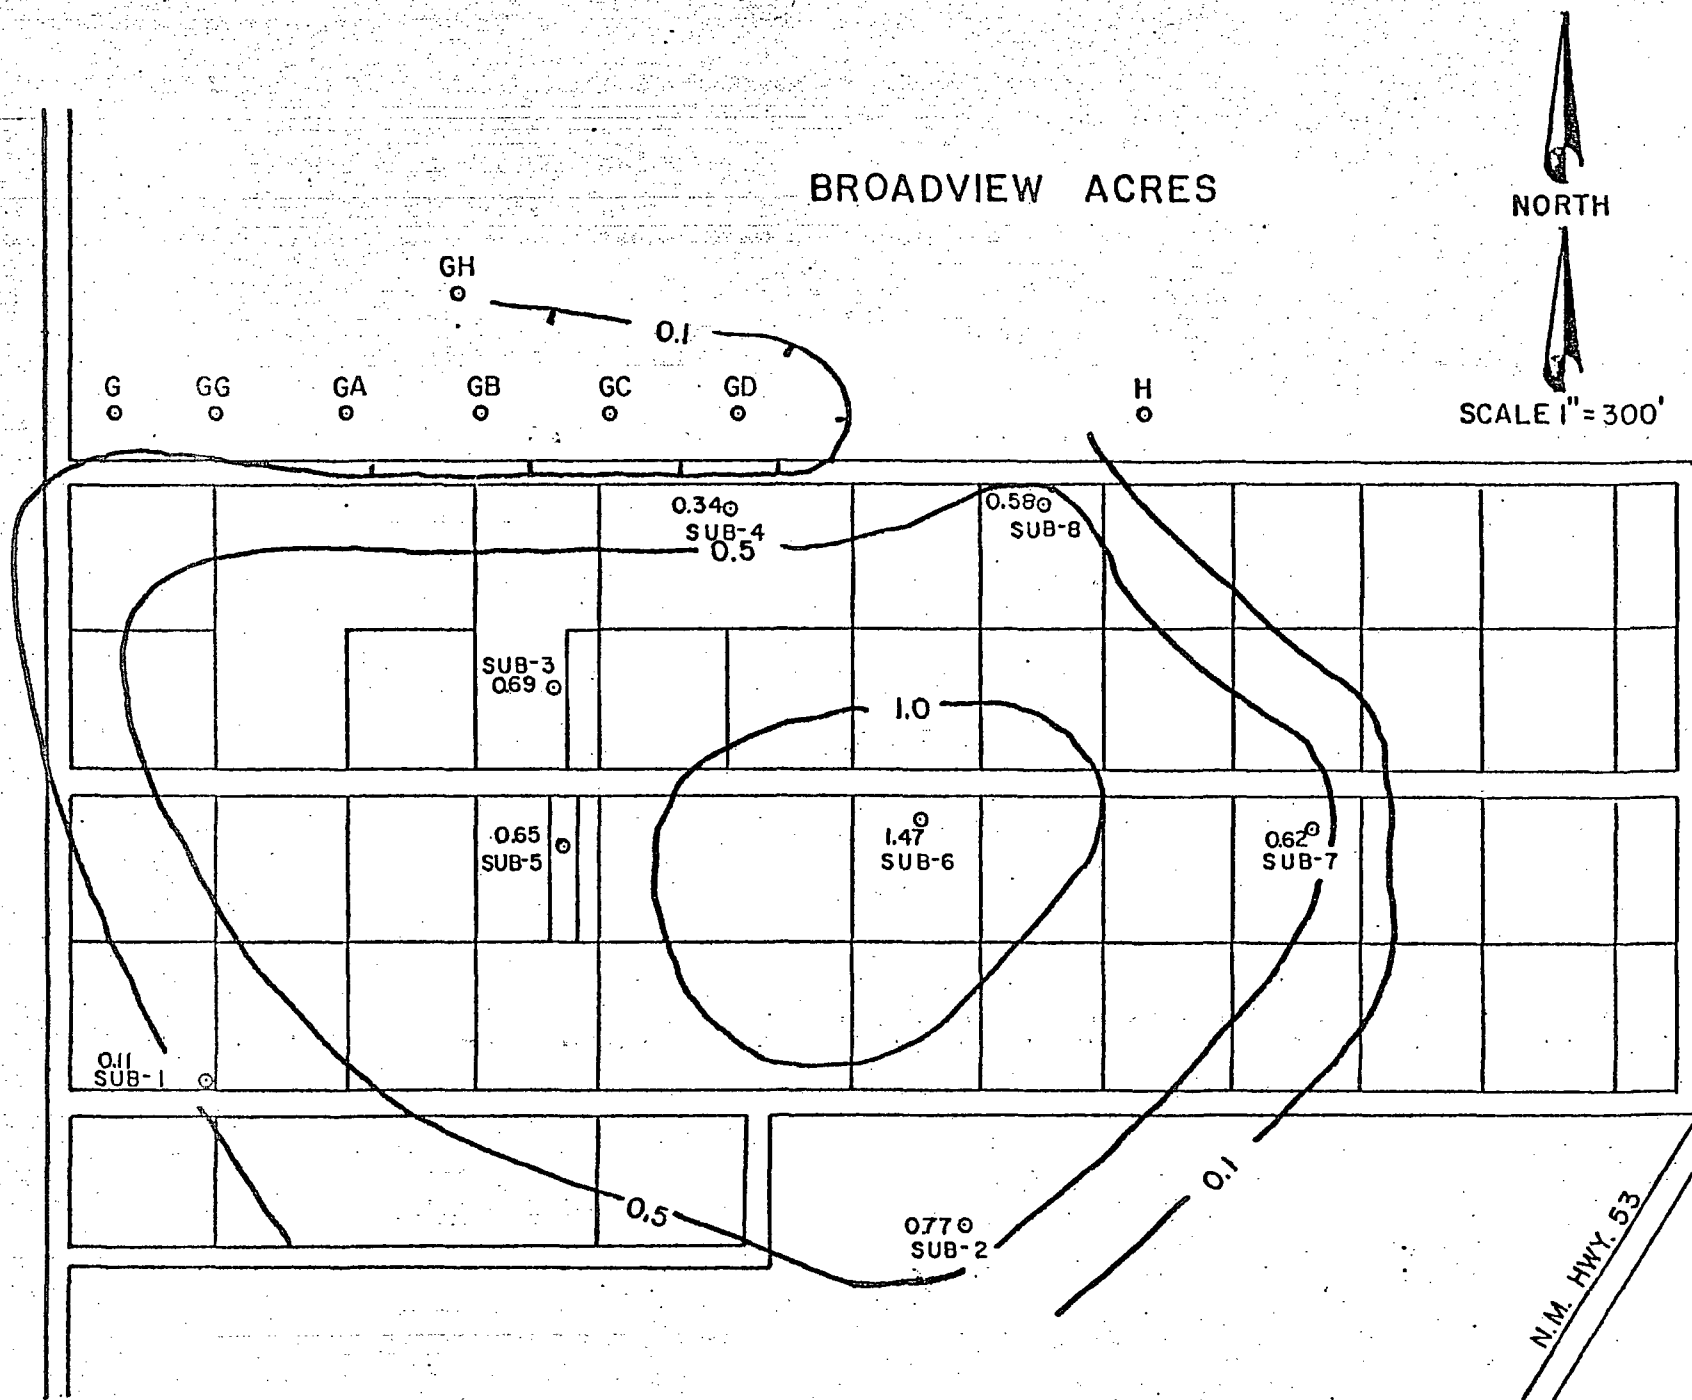 BROADVIEW ACRES
NORTH
SCALE 1"=300'
GH
0.1
G GG GA GB GC GD H
0.34
SUB-4
0.5
0.58
SUB-8
SUB-3
0.69
1.0
0.65
SUB-5
1.47
SUB-6
0.62
SUB-7
0.11
SUB-1
0.5
0.77
SUB-2
0.1
N.M. HWY. 53